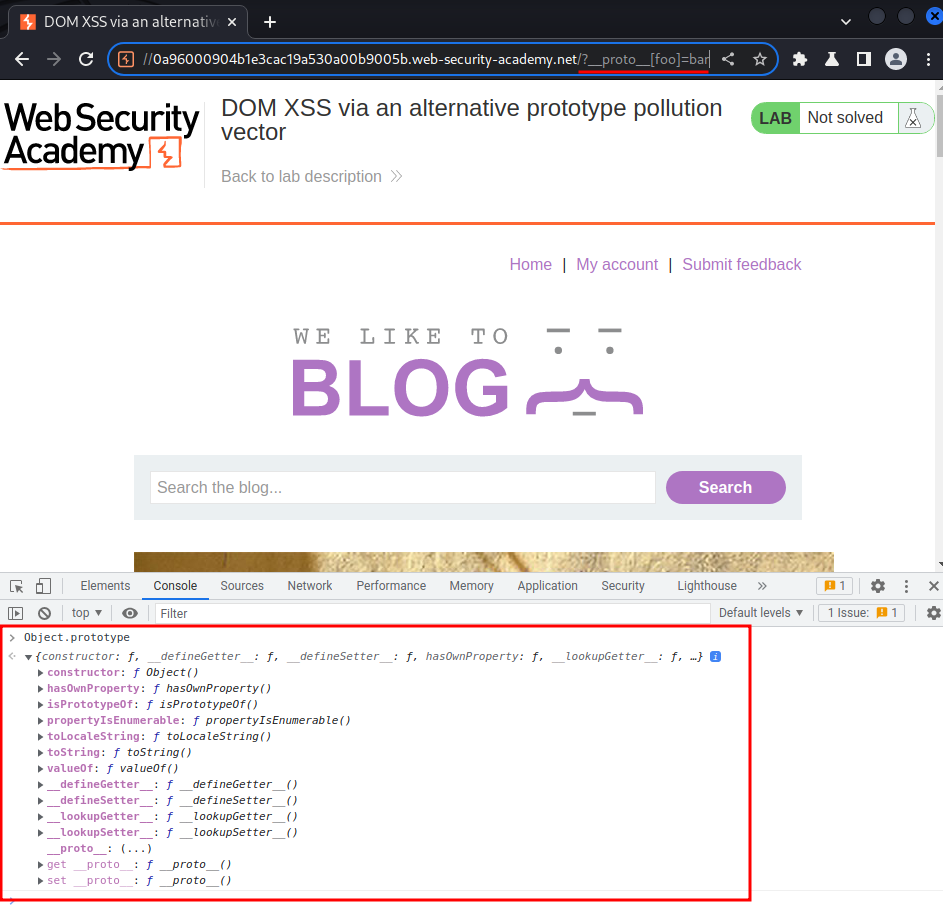 DOM XSS via an alternativ
//0a96000904b1e3cac19a530a00b9005b.web-security-academy.net/?__proto__[foo]=bar
WebSecurity
Academy
DOM XSS via an alternative prototype pollution
vector
Back to lab description
LAB
Not solved
Home | My account | Submit feedback
WE LIKE TO
BLOG
Search the blog...
Search
Elements Console Sources Network Performance Memory Application Security Lighthouse » 1
top ▼ Filter Default levels ▼ 1 Issue: 1
> Object.prototype
{constructor: ƒ, __defineGetter__: ƒ, __defineSetter__: ƒ, hasOwnProperty: ƒ, __lookupGetter__: ƒ, …} i
constructor: ƒ Object()
hasOwnProperty: ƒ hasOwnProperty()
isPrototypeOf: ƒ isPrototypeOf()
propertyIsEnumerable: ƒ propertyIsEnumerable()
toLocaleString: ƒ toLocaleString()
toString: ƒ toString()
valueOf: ƒ valueOf()
__defineGetter__: ƒ __defineGetter__()
__defineSetter__: ƒ __defineSetter__()
__lookupGetter__: ƒ __lookupGetter__()
__lookupSetter__: ƒ __lookupSetter__()
__proto__: (...)
get __proto__: ƒ __proto__()
set __proto__: ƒ __proto__()